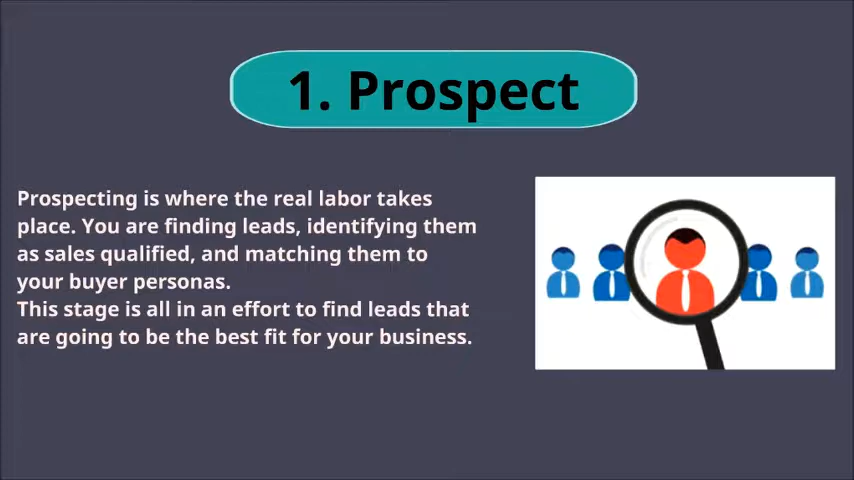 1. Prospect
Prospecting is where the real labor takes
place. You are finding leads, identifying them
as sales qualified, and matching them to
your buyer personas.
This stage is all in an effort to find leads that
are going to be the best fit for your business.